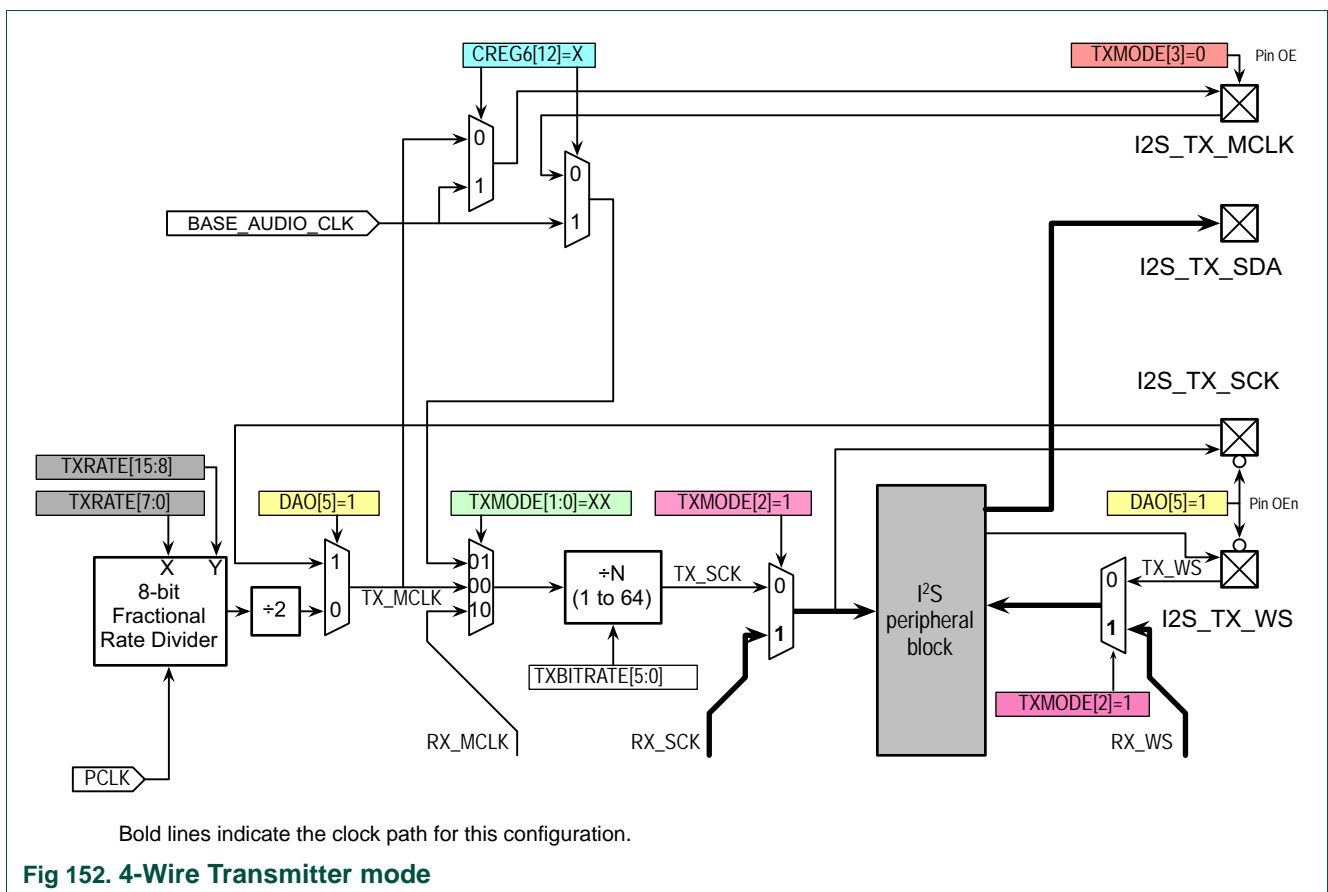 CREG6[12]=X
TXMODE[3]=0
Pin OE
0
1
I2S_TX_MCLK
0
1
BASE_AUDIO_CLK
I2S_TX_SDA
I2S_TX_SCK
TXRATE[15:8]
TXRATE[7:0]
DAO[5]=1
TXMODE[1:0]=XX
TXMODE[2]=1
DAO[5]=1
Pin OEn
X Y
8-bit
Fractional
Rate Divider
÷2
1
0
TX_MCLK
01
00
10
÷N
(1 to 64)
TX_SCK
0
1
I²S
peripheral
block
TX_WS
0
1
I2S_TX_WS
TXBITRATE[5:0]
TXMODE[2]=1
RX_MCLK
RX_SCK
RX_WS
PCLK
Bold lines indicate the clock path for this configuration.
Fig 152. 4-Wire Transmitter mode